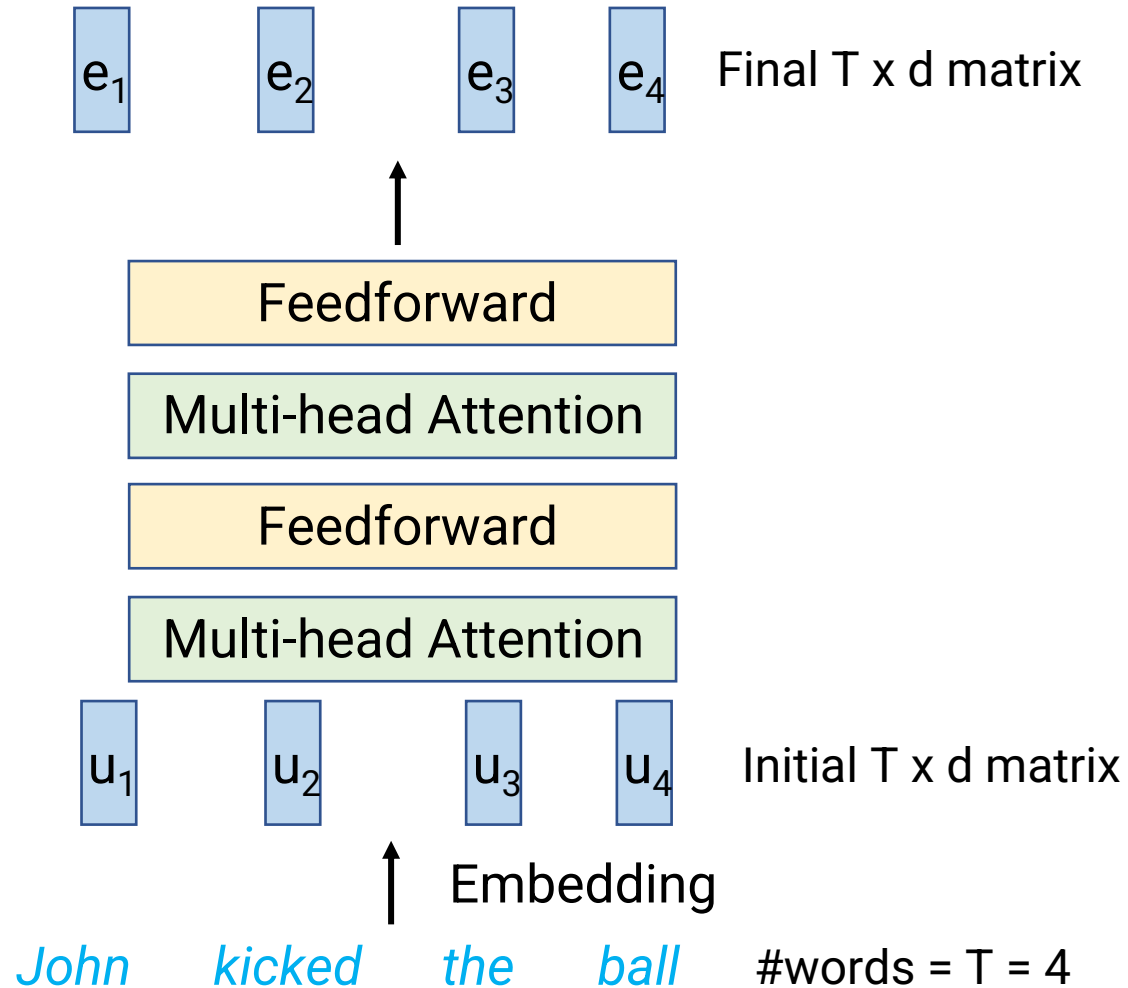 e₁ e₂ e₃ e₄ Final T x d matrix
Feedforward
Multi-head Attention
Feedforward
Multi-head Attention
u₁ u₂ u₃ u₄ Initial T x d matrix
Embedding
John kicked the ball #words = T = 4